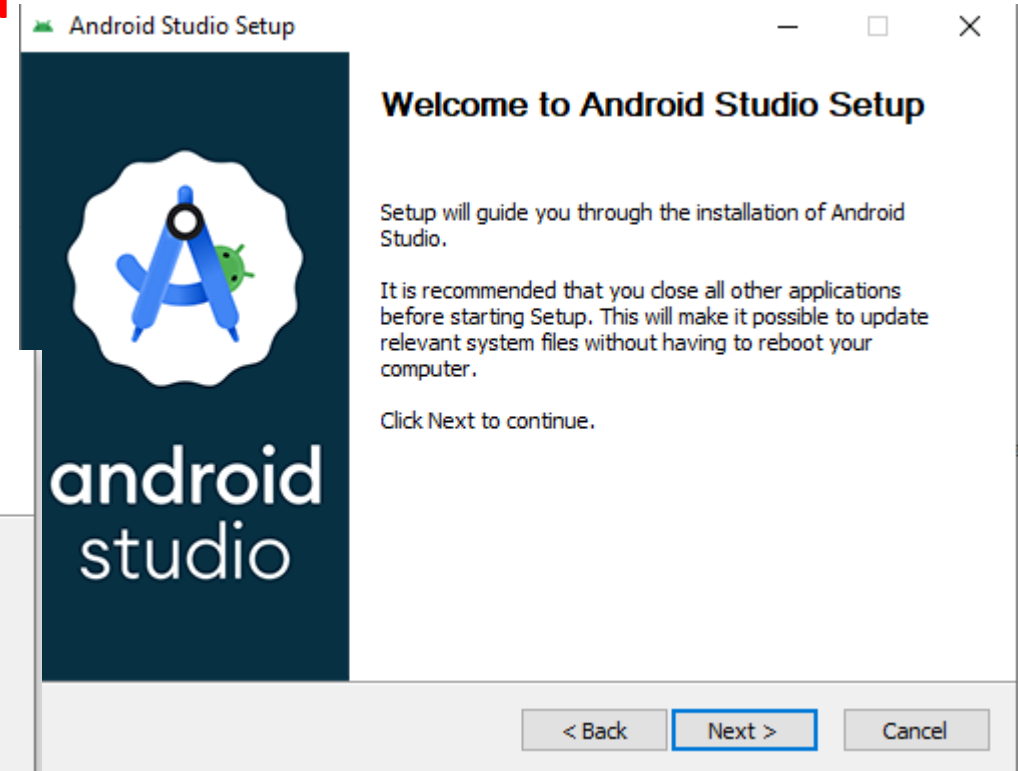 Android Studio Setup
Welcome to Android Studio Setup
Setup will guide you through the installation of Android
Studio.
It is recommended that you close all other applications
before starting Setup. This will make it possible to update
relevant system files without having to reboot your
computer.
Click Next to continue.
android
studio
< Back
Next >
Cancel